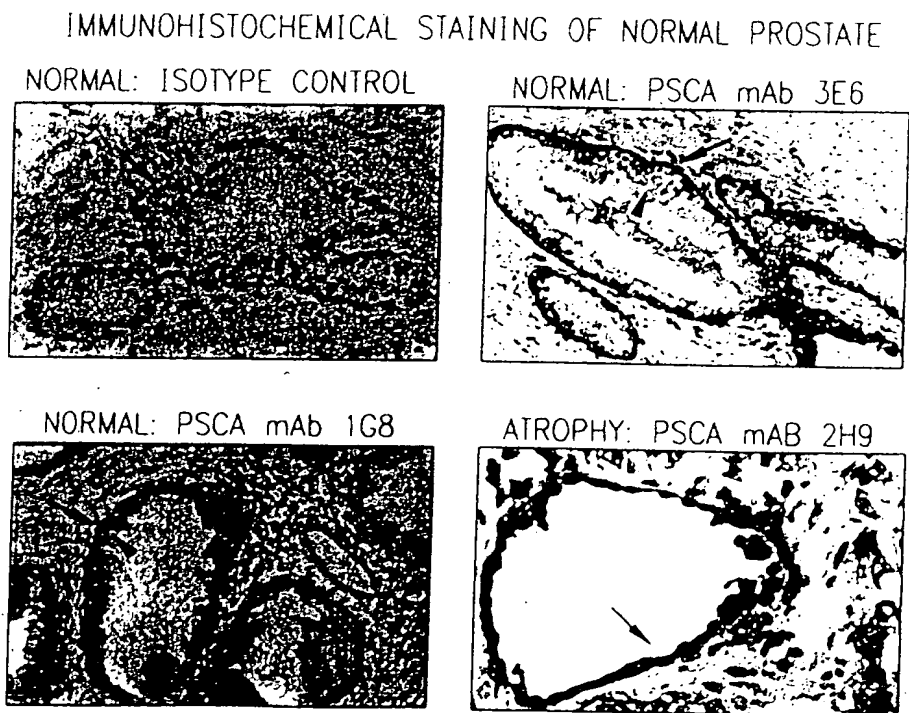 IMMUNOHISTOCHEMICAL STAINING OF NORMAL PROSTATE
NORMAL: ISOTYPE CONTROL
NORMAL: PSCA mAb 3E6
NORMAL: PSCA mAb 1G8
ATROPHY: PSCA mAB 2H9